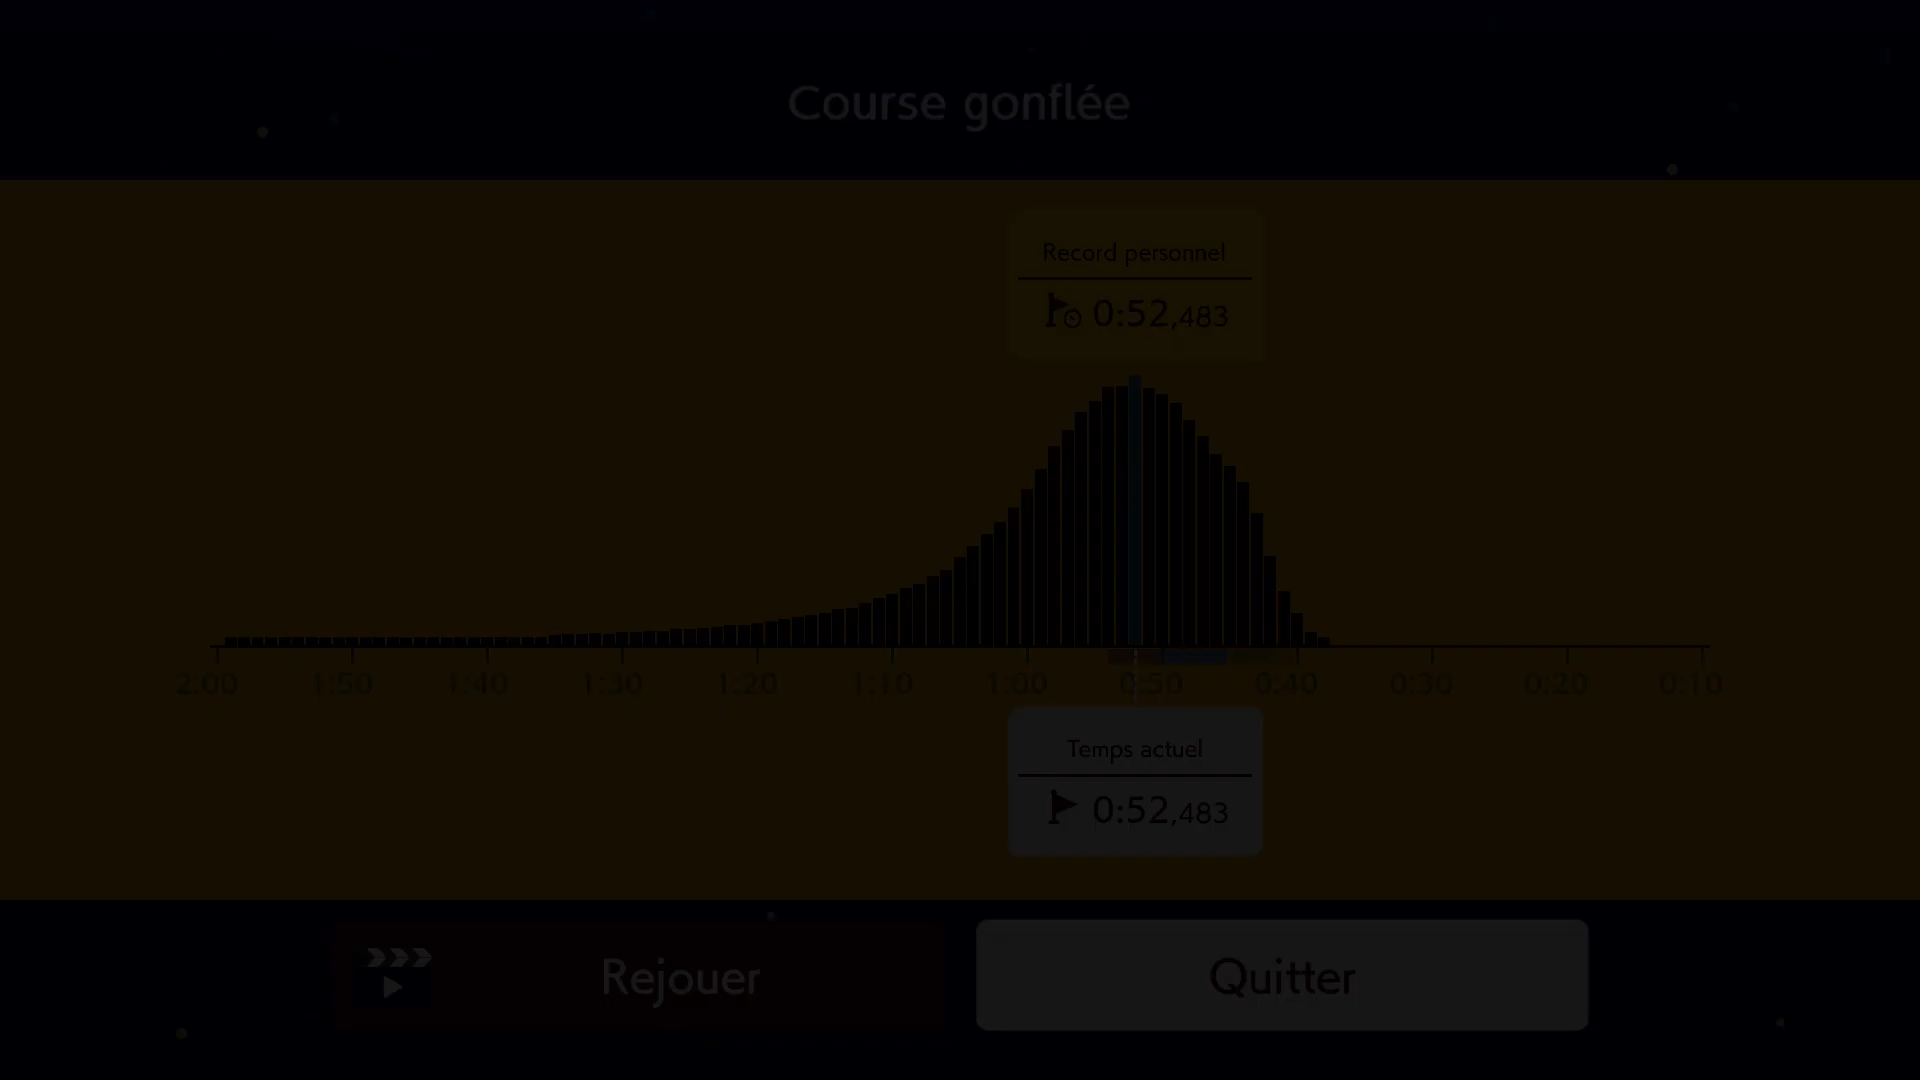 Course gonflée
Record personnel
0:52,483
2:00 1:50 1:40 1:30 1:20 1:10 1:00 0:50 0:40 0:30 0:20 0:10
Temps actuel
0:52,483
Rejouer Quitter